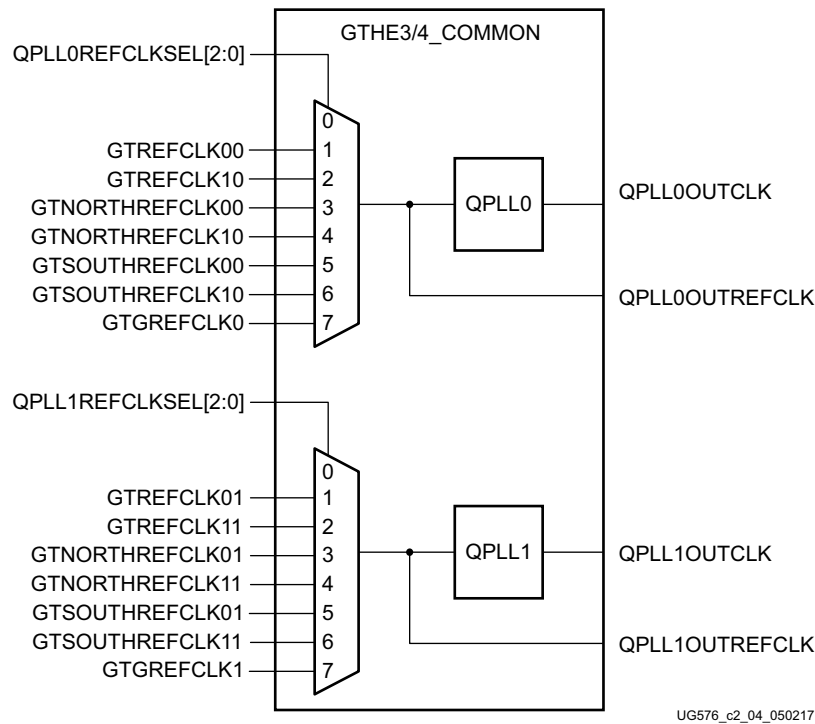 GTHE3/4_COMMON
QPLL0REFCLKSEL[2:0]
0
GTREFCLK00 1
GTREFCLK10 2
GTNORTHREFCLK00 3
GTNORTHREFCLK10 4
GTSOUTHREFCLK00 5
GTSOUTHREFCLK10 6
GTGREFCLK0 7
QPLL0
QPLL0OUTCLK
QPLL0OUTREFCLK
QPLL1REFCLKSEL[2:0]
0
GTREFCLK01 1
GTREFCLK11 2
GTNORTHREFCLK01 3
GTNORTHREFCLK11 4
GTSOUTHREFCLK01 5
GTSOUTHREFCLK11 6
GTGREFCLK1 7
QPLL1
QPLL1OUTCLK
QPLL1OUTREFCLK
UG576_c2_04_050217